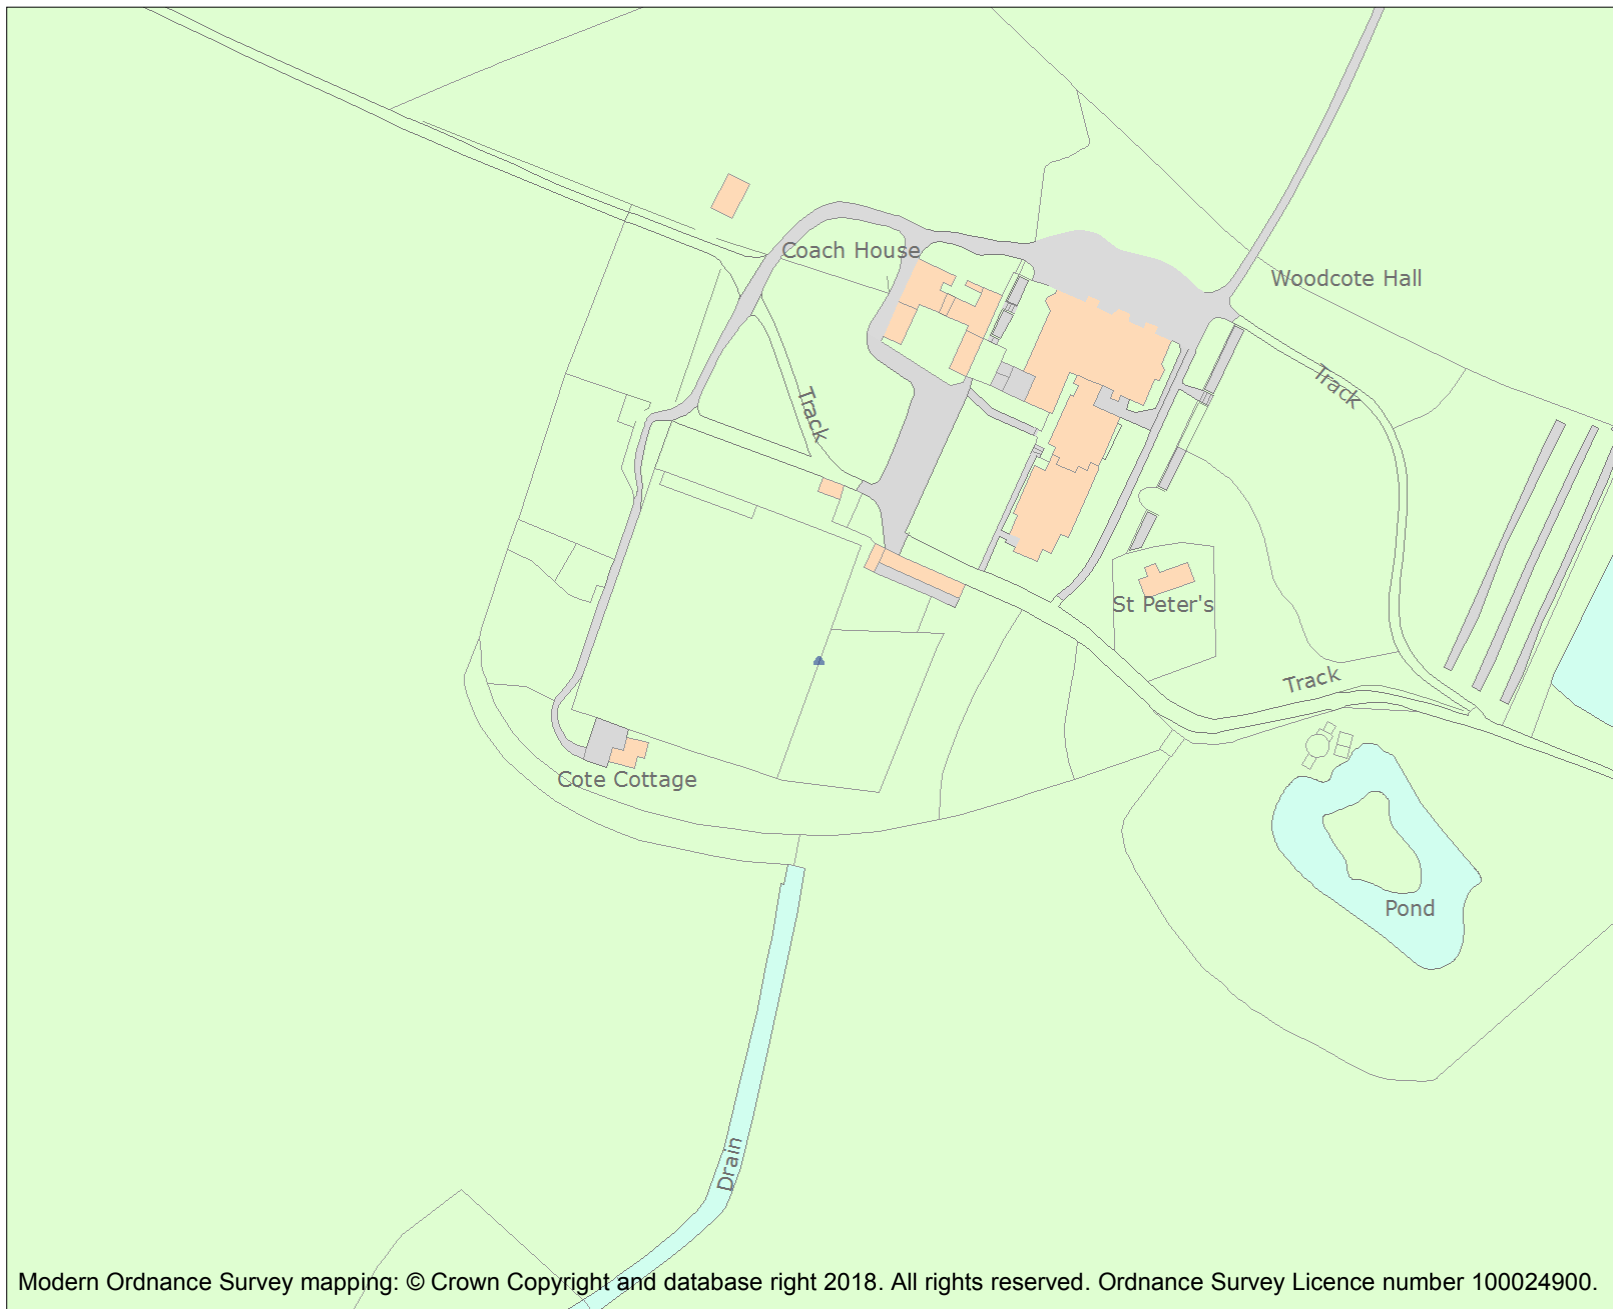 Coach House
Woodcote Hall
Track
Track
St Peter's
Track
Cote Cottage
Pond
Drain
Modern Ordnance Survey mapping: © Crown Copyright and database right 2018. All rights reserved. Ordnance Survey Licence number 100024900.